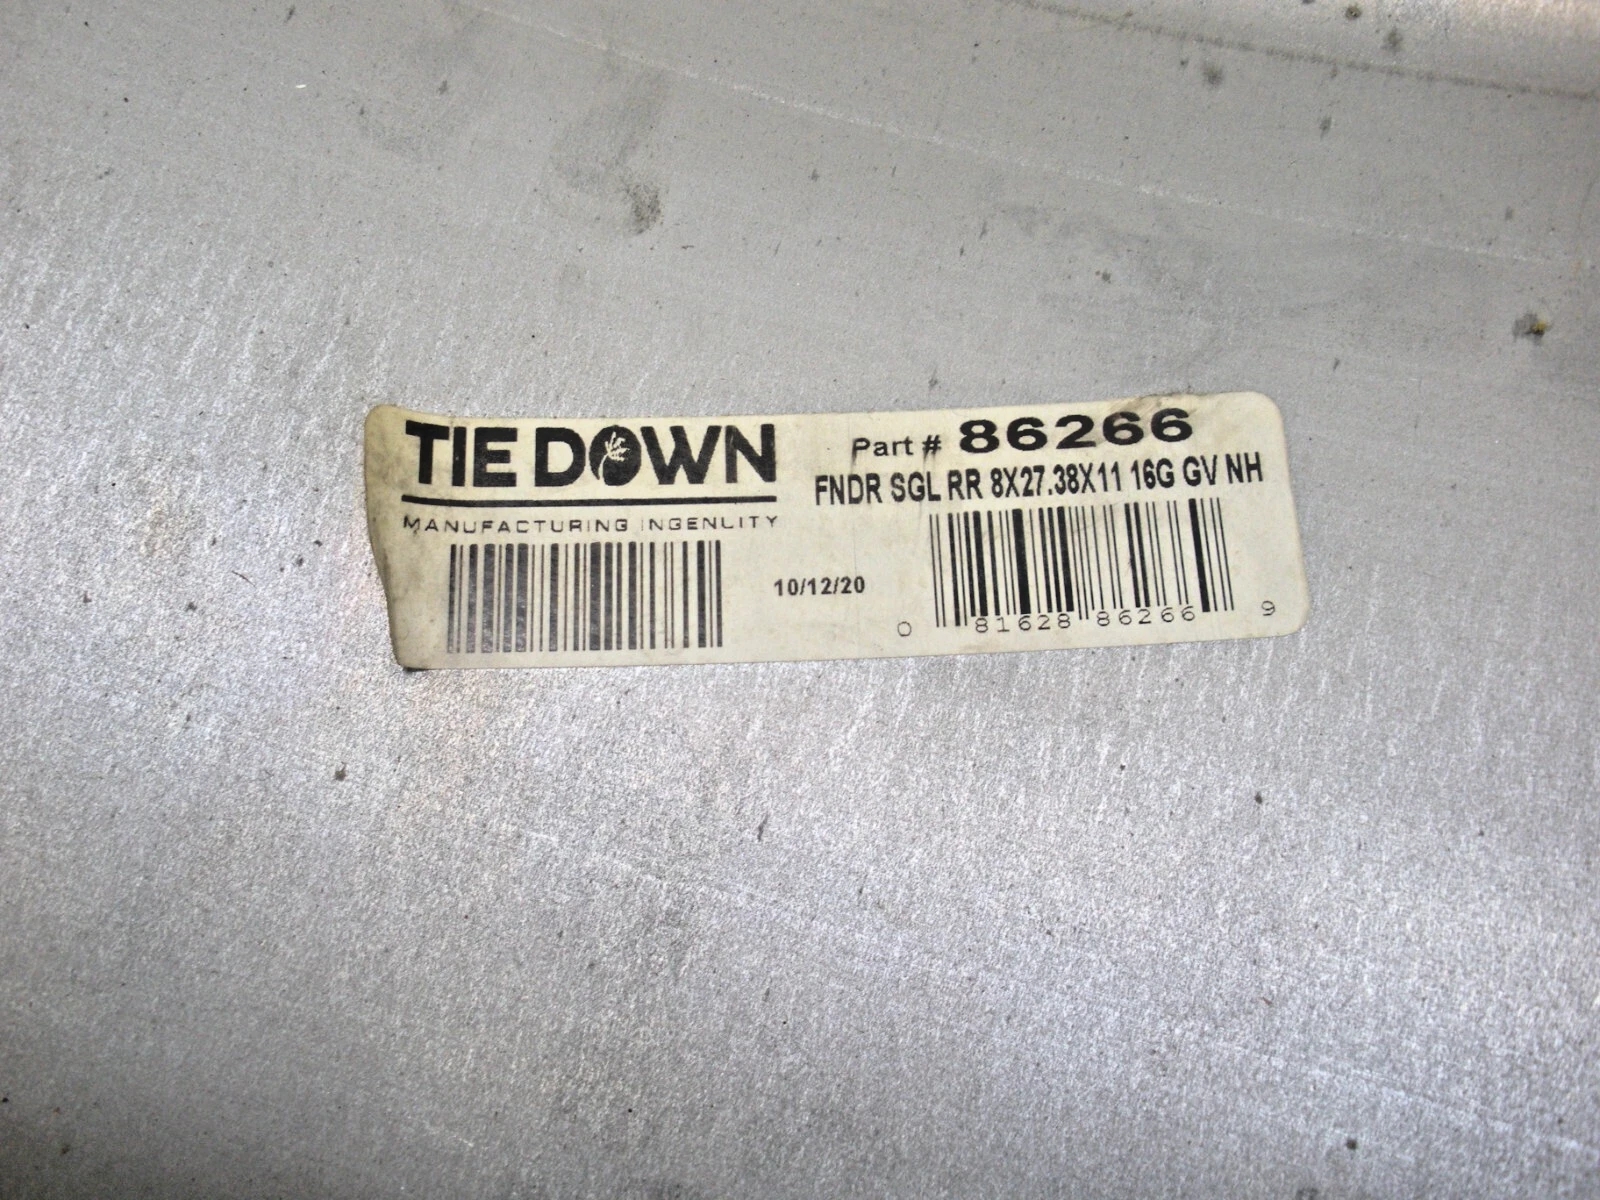 TIE DOWN
MANUFACTURING INGENUITY
Part # 86266
FNDR SGL RR 8X27.38X11 16G GV NH
10/12/20
0 81628 86266 9